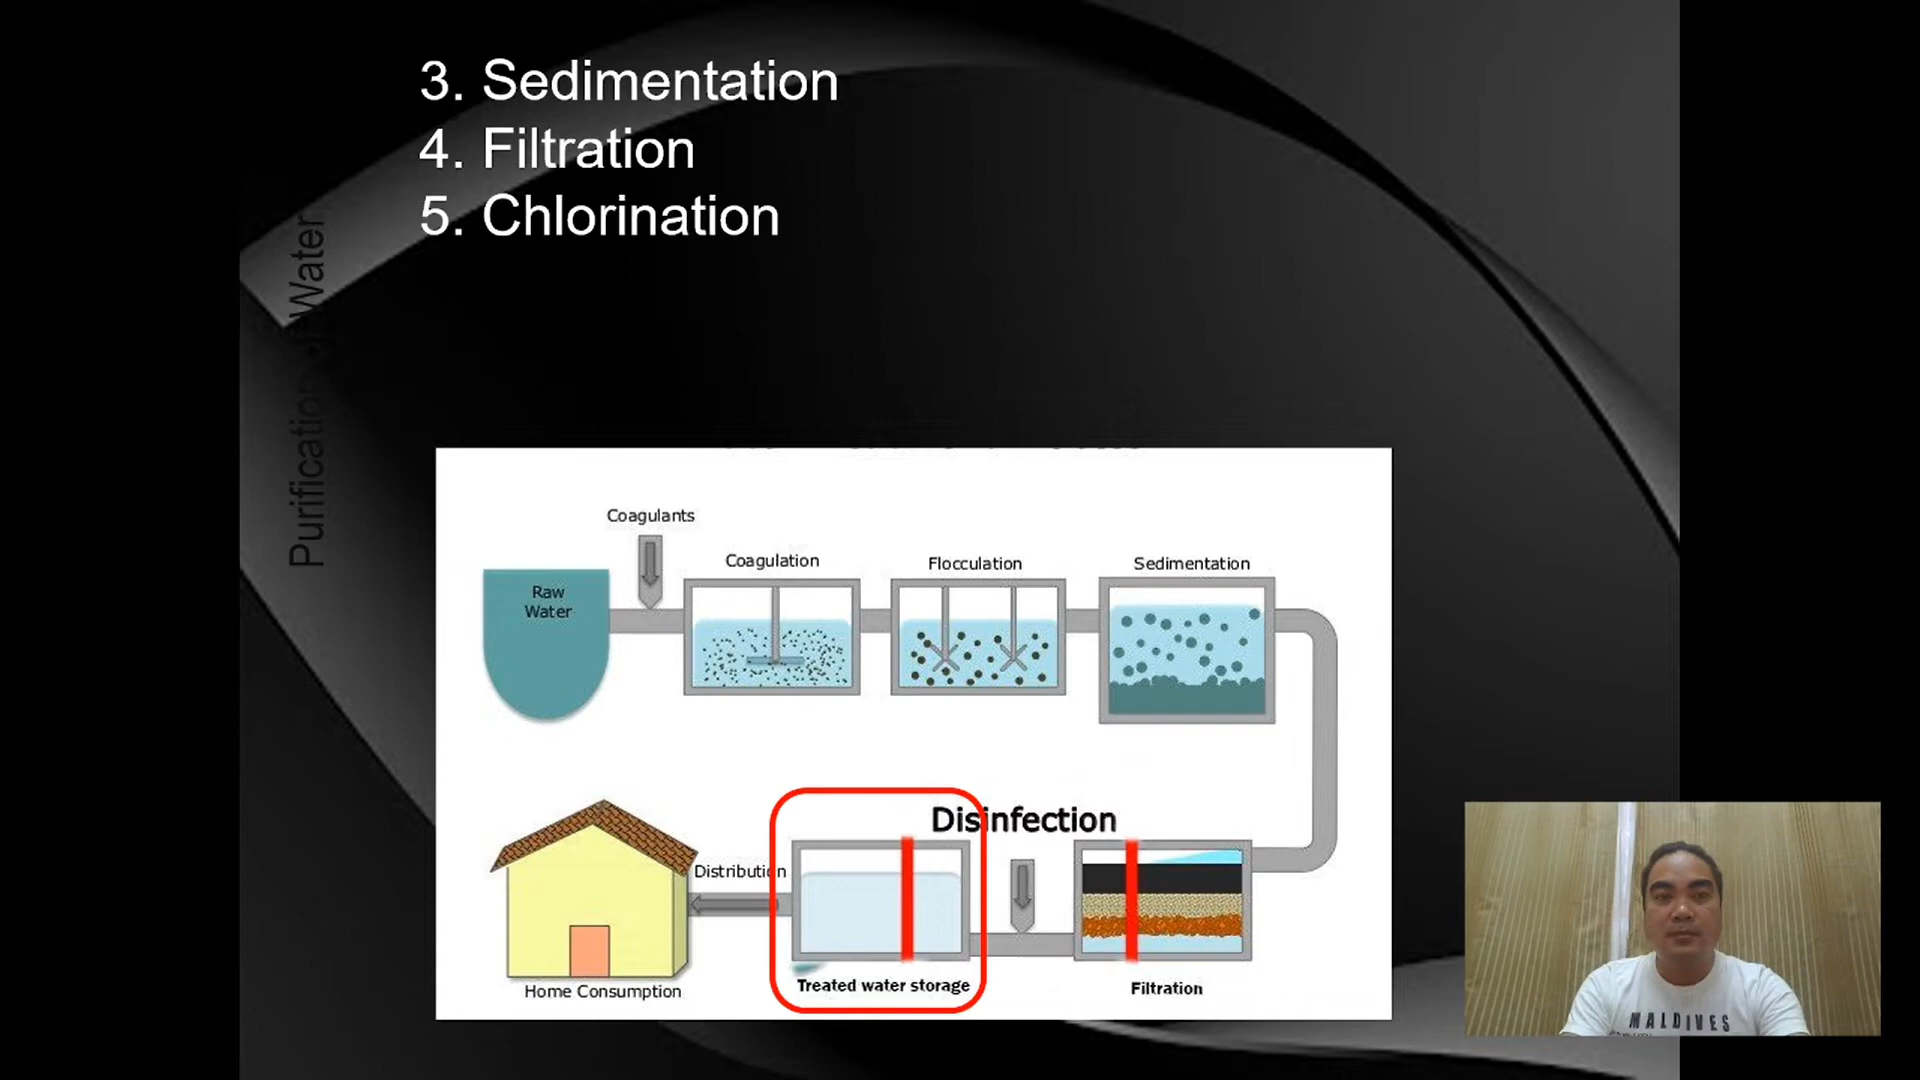 3. Sedimentation
4. Filtration
5. Chlorination
Purification of Water
Coagulants
Coagulation
Flocculation
Sedimentation
Raw
Water
Disinfection
Distribution
Home Consumption
Treated water storage
Filtration
MALDIVES